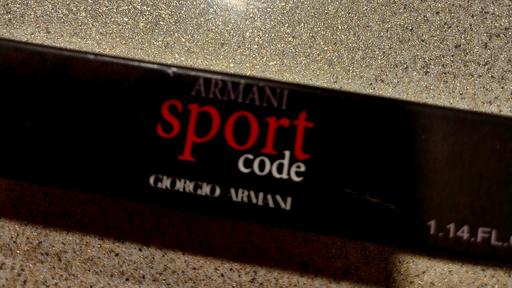 ARMANI
sport
code
GIORGIO ARMANI
1.14.FL.